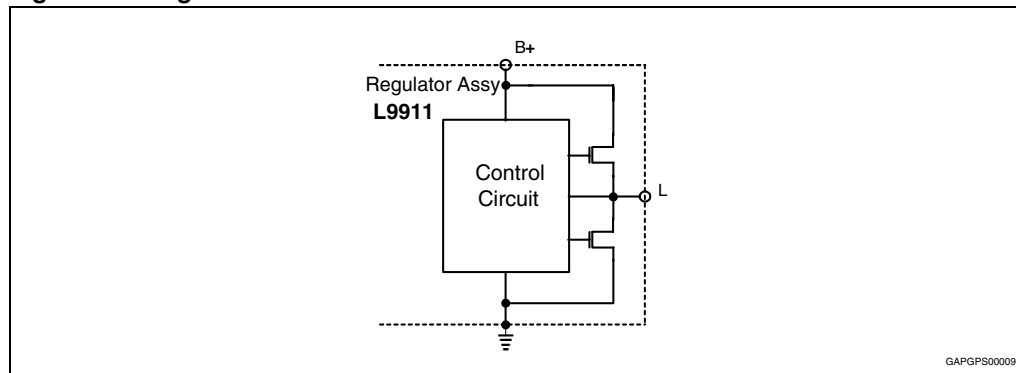 B+
Regulator Assy
L9911
Control
Circuit
L
GAPGPS00009